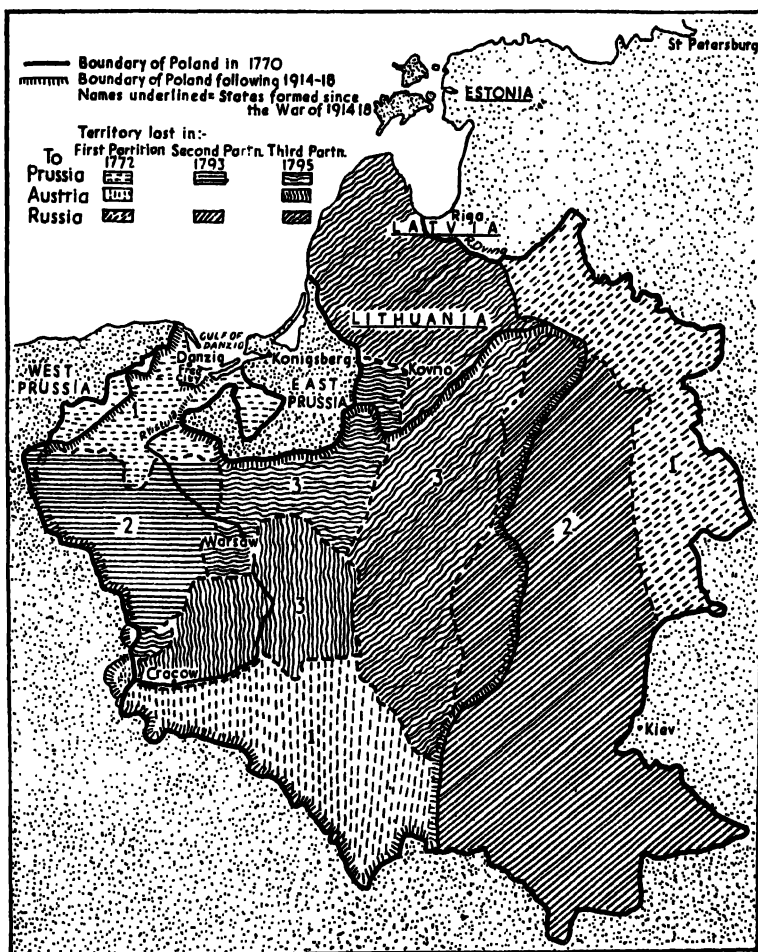 St Petersburg
Boundary of Poland in 1770
Boundary of Poland following 1914-18
Names underlined = States formed since
the War of 1914 18
ESTONIA
Territory lost in:-
To First Partition Second Partn. Third Partn.
1772 1793 1795
Prussia
Austria
Russia
Riga
LATVIA
R.Dvina
LITHUANIA
GULF OF
DANZIG
WEST
PRUSSIA
Danzig
Free
City
Konigsberg
EAST
PRUSSIA
Kovno
1
2
3
3
2
1
Warsaw
3
Cracow
1
Kiev